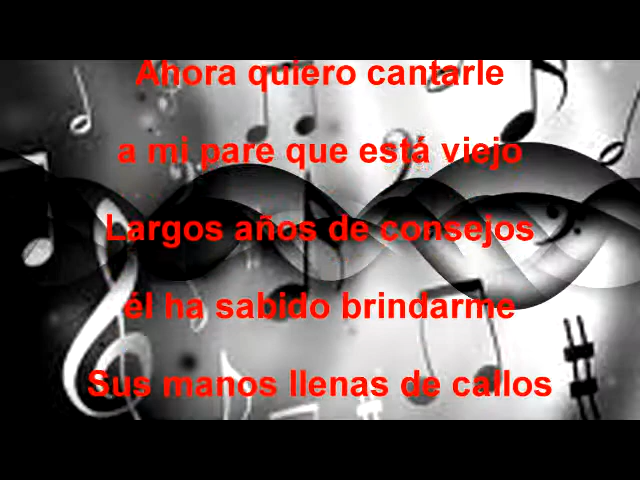 Ahora quiero cantarle
a mi pare que está viejo
Largos años de consejos
él ha sabido brindarme
Sus manos llenas de callos